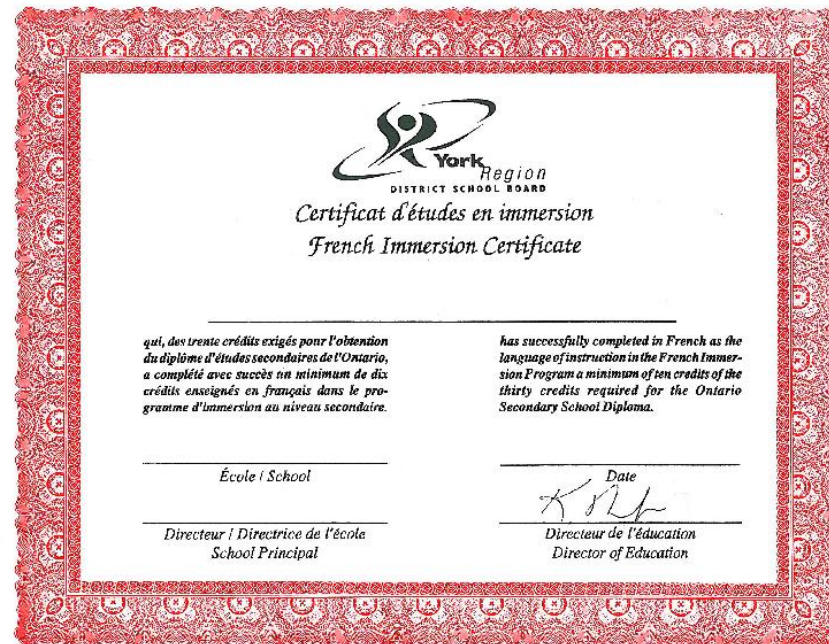 York
Region
DISTRICT SCHOOL BOARD
Certificat d'études en immersion
French Immersion Certificate
qui, des trente crédits exigés pour l'obtention
du diplôme d'études secondaires de l'Ontario,
a complété avec succès un minimum de dix
crédits enseignés en français dans le pro-
gramme d'immersion au niveau secondaire.
has successfully completed in French as the
language of instruction in the French Immer-
sion Program a minimum of ten credits of the
thirty credits required for the Ontario
Secondary School Diploma.
École / School
Date
Directeur / Directrice de l'école
School Principal
Directeur de l'éducation
Director of Education